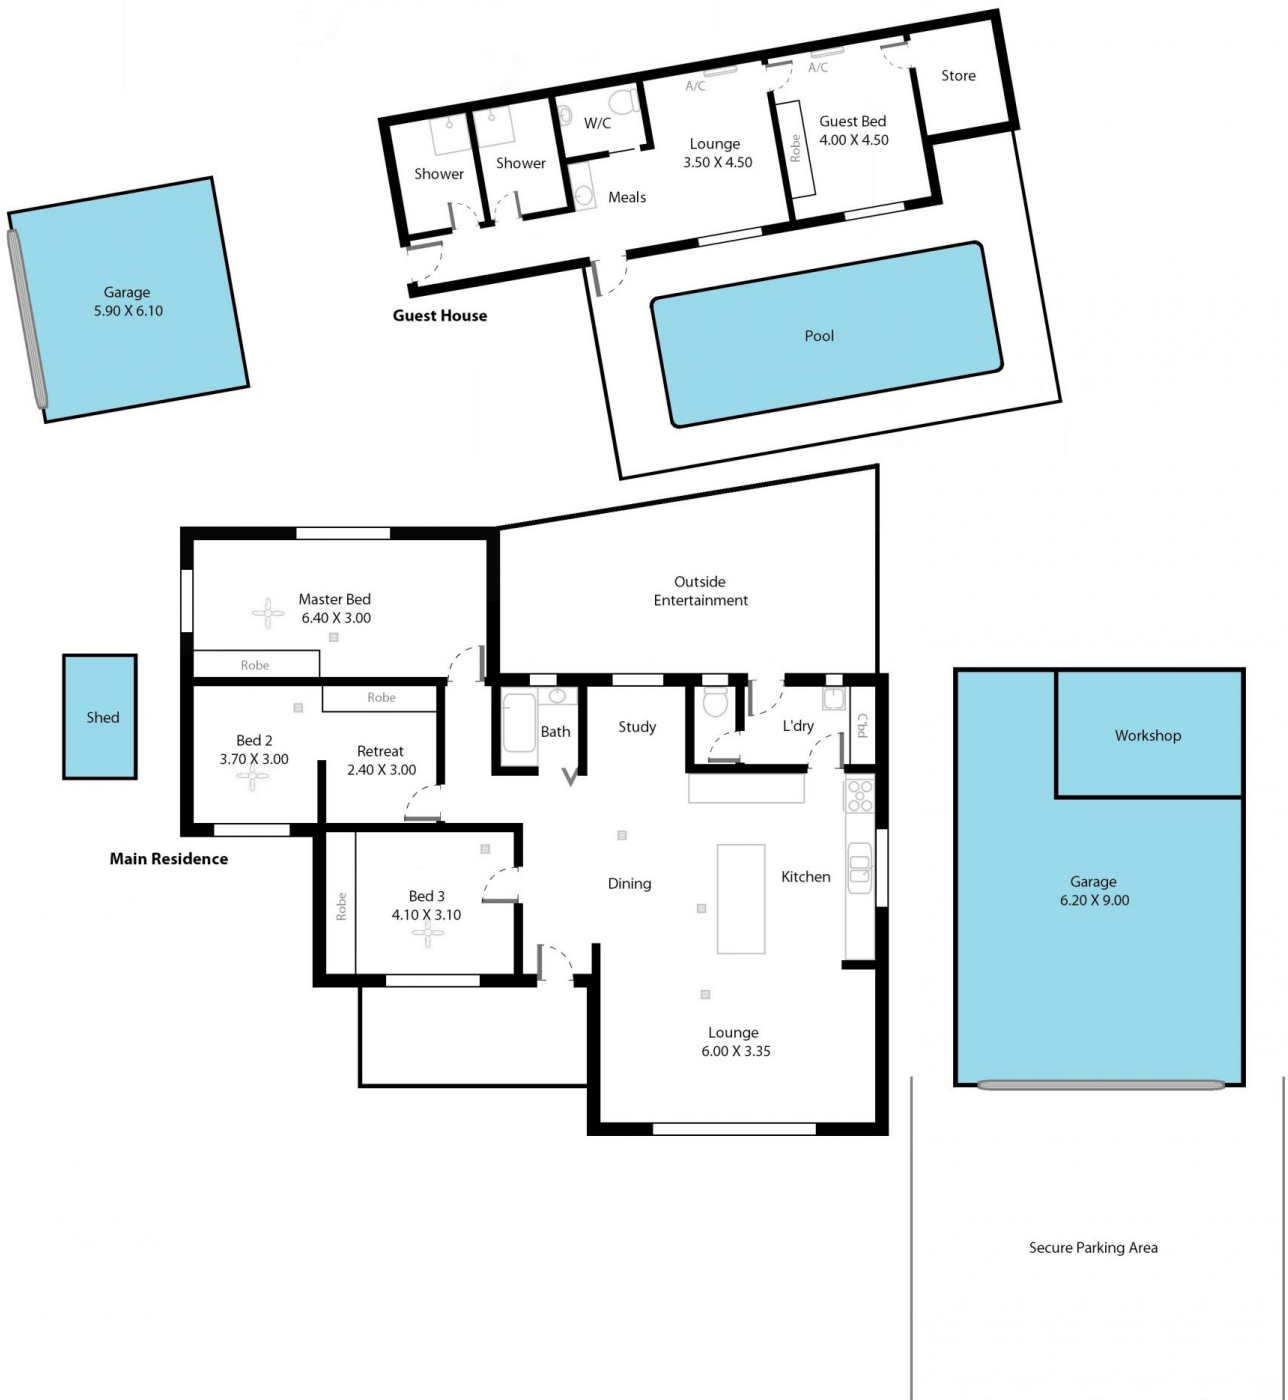 Store
A/C
A/C
Guest Bed
4.00 X 4.50
Robe
W/C
Lounge
3.50 X 4.50
Shower
Shower
Meals
Garage
5.90 X 6.10
Guest House
Pool
Outside
Entertainment
Master Bed
6.40 X 3.00
Robe
Robe
Shed
Bed 2
3.70 X 3.00
Retreat
2.40 X 3.00
Bath
Study
L'dry
C'bd
Workshop
Main Residence
Robe
Bed 3
4.10 X 3.10
Dining
Kitchen
Garage
6.20 X 9.00
Lounge
6.00 X 3.35
Secure Parking Area